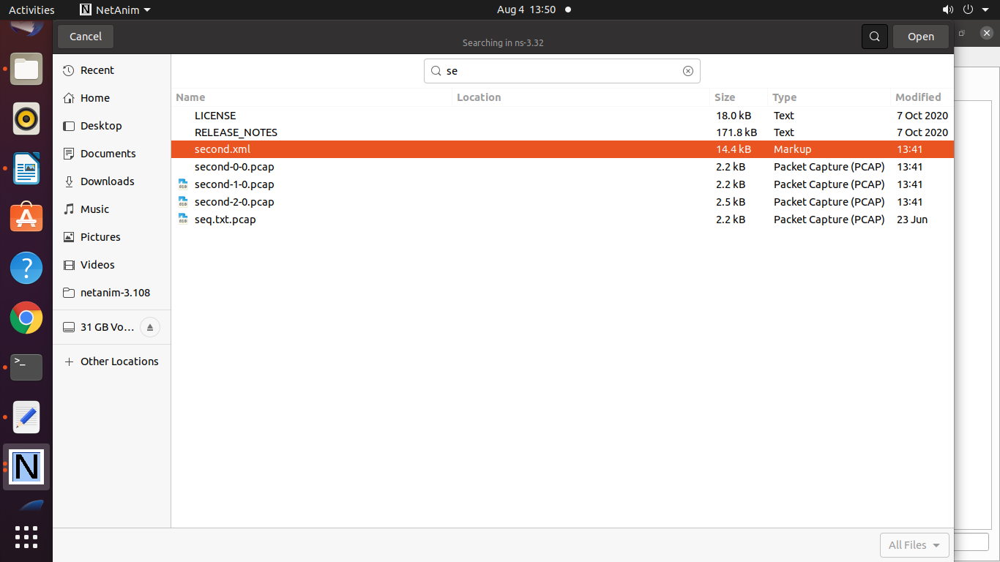 Activities NetAnim Aug 4 13:50
Cancel Searching in ns-3.32 Open
se
Recent
Home
Desktop
Documents
Downloads
Music
Pictures
Videos
netanim-3.108
31 GB Vo...
Other Locations
Name Location Size Type Modified
LICENSE 18.0 kB Text 7 Oct 2020
RELEASE_NOTES 171.8 kB Text 7 Oct 2020
second.xml 14.4 kB Markup 13:41
second-0-0.pcap 2.2 kB Packet Capture (PCAP) 13:41
second-1-0.pcap 2.2 kB Packet Capture (PCAP) 13:41
second-2-0.pcap 2.5 kB Packet Capture (PCAP) 13:41
seq.txt.pcap 2.2 kB Packet Capture (PCAP) 23 Jun
>_
N
All Files